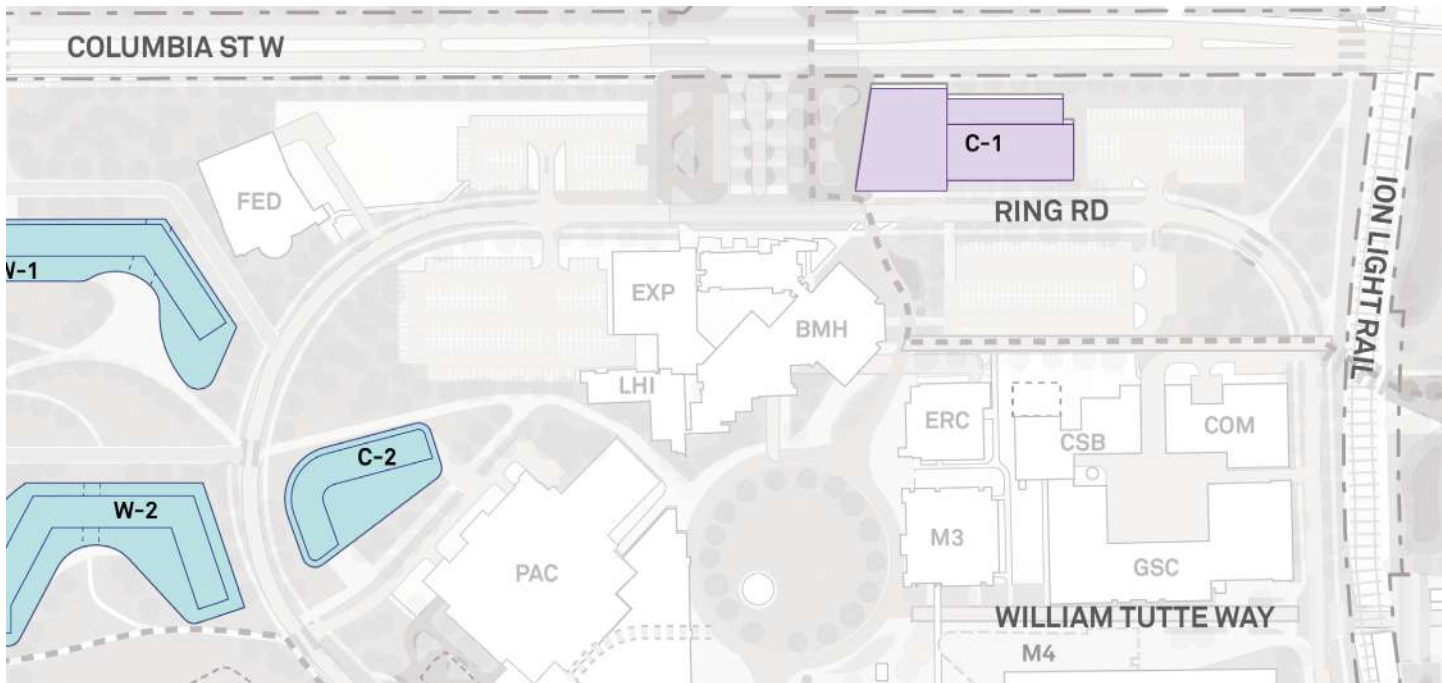 COLUMBIA ST W
C-1
FED
RING RD
ION LIGHT RAIL
W-1
EXP
BMH
LHI
ERC
CSB
COM
C-2
W-2
M3
PAC
GSC
WILLIAM TUTTE WAY
M4